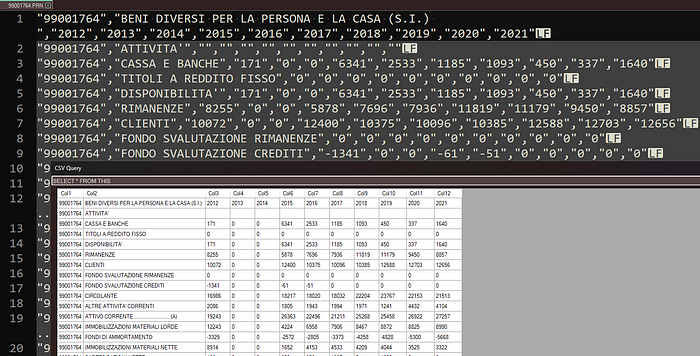 99001764.PRN
1 "99001764","BENI DIVERSI PER LA PERSONA E LA CASA (S.I.)
","2012","2013","2014","2015","2016","2017","2018","2019","2020","2021"LF
2 "99001764","ATTIVITA'","","","","","","","","","",""LF
3 "99001764","CASSA E BANCHE","171","0","0","6341","2533","1185","1093","450","337","1640"LF
4 "99001764","TITOLI A REDDITO FISSO","0","0","0","0","0","0","0","0","0","0"LF
5 "99001764","DISPONIBILITA'","171","0","0","6341","2533","1185","1093","450","337","1640"LF
6 "99001764","RIMANENZE","8255","0","0","5878","7696","7936","11819","11179","9450","8857"LF
7 "99001764","CLIENTI","10072","0","0","12400","10375","10096","10385","12588","12703","12656"LF
8 "99001764","FONDO SVALUTAZIONE RIMANENZE","0","0","0","0","0","0","0","0","0","0"LF
9 "99001764","FONDO SVALUTAZIONE CREDITI","-1341","0","0","-61","-51","0","0","0","0","0"LF
10 "9
CSV Query
11 "9
SELECT * FROM THIS
12 "9
Col1 Col2 Col3 Col4 Col5 Col6 Col7 Col8 Col9 Col10 Col11 Col12
99001764 BENI DIVERSI PER LA PERSONA E LA CASA (S.I.) 2012 2013 2014 2015 2016 2017 2018 2019 2020 2021
99001764 ATTIVITA'
13 "9
99001764 CASSA E BANCHE 171 0 0 6341 2533 1185 1093 450 337 1640
99001764 TITOLI A REDDITO FISSO 0 0 0 0 0 0 0 0 0 0
14 "9
99001764 DISPONIBILITA' 171 0 0 6341 2533 1185 1093 450 337 1640
15 "9
99001764 RIMANENZE 8255 0 0 5878 7696 7936 11819 11179 9450 8857
99001764 CLIENTI 10072 0 0 12400 10375 10096 10385 12588 12703 12656
16 "9
99001764 FONDO SVALUTAZIONE RIMANENZE 0 0 0 0 0 0 0 0 0 0
17 "9
99001764 FONDO SVALUTAZIONE CREDITI -1341 0 0 -61 -51 0 0 0 0 0
18 "9
99001764 CIRCOLANTE 16986 0 0 18217 18020 18032 22204 23767 22153 21513
99001764 ALTRE ATTIVITA' CORRENTI 2086 0 0 1805 1943 1994 1971 1241 4432 4104
19 "9
99001764 ATTIVO CORRENTE ...................(A) 19243 0 0 26363 22496 21211 25268 25458 26922 27257
99001764 IMMOBILIZZAZIONI MATERIALI LORDE 12243 0 0 4224 6958 7906 8467 8872 8825 8990
99001764 FONDI DI AMMORTAMENTO -3329 0 0 -2572 -2805 -3373 -4258 -4828 -5300 -5668
20 "9
99001764 IMMOBILIZZAZIONI MATERIALI NETTE 8914 0 0 1652 4153 4533 4209 4044 3525 3322